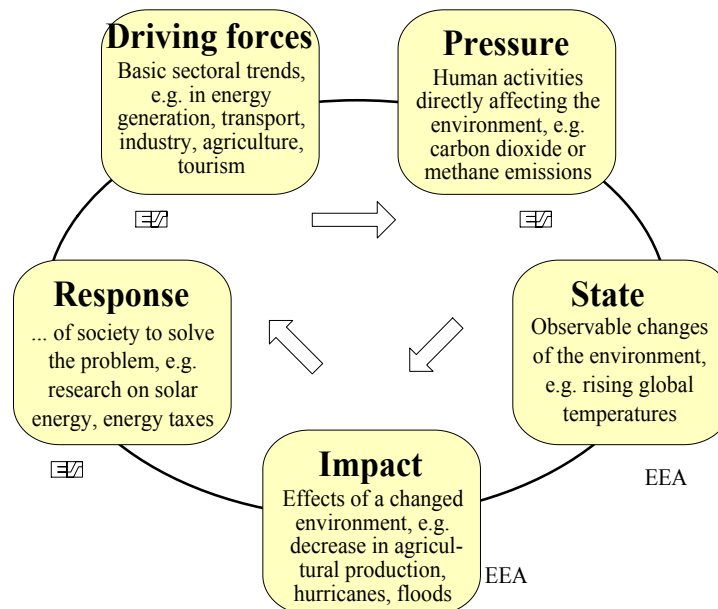 Driving forces
Basic sectoral trends,
e.g. in energy
generation, transport,
industry, agriculture,
tourism
Pressure
Human activities
directly affecting the
environment, e.g.
carbon dioxide or
methane emissions
Response
... of society to solve
the problem, e.g.
research on solar
energy, energy taxes
State
Observable changes
of the environment,
e.g. rising global
temperatures
Impact
Effects of a changed
environment, e.g.
decrease in agricul-
tural production,
hurricanes, floods
EEA
EEA